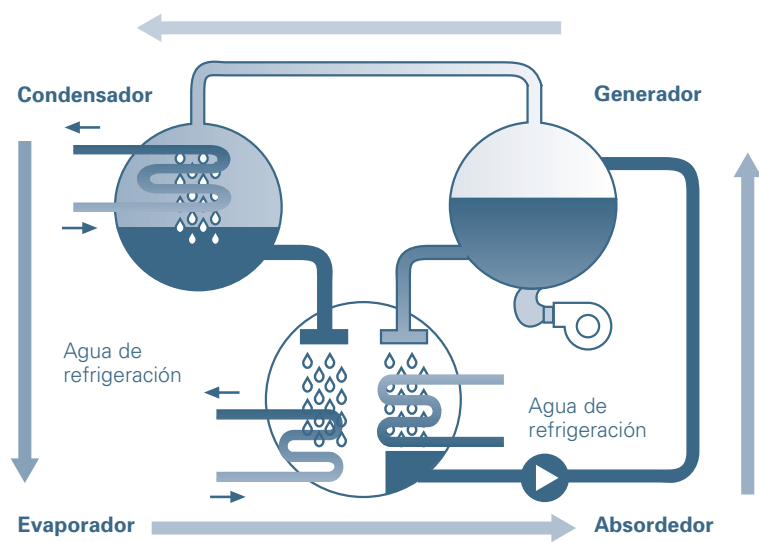 Condensador
Generador
Agua de
refrigeración
Agua de
refrigeración
Evaporador
Absordedor